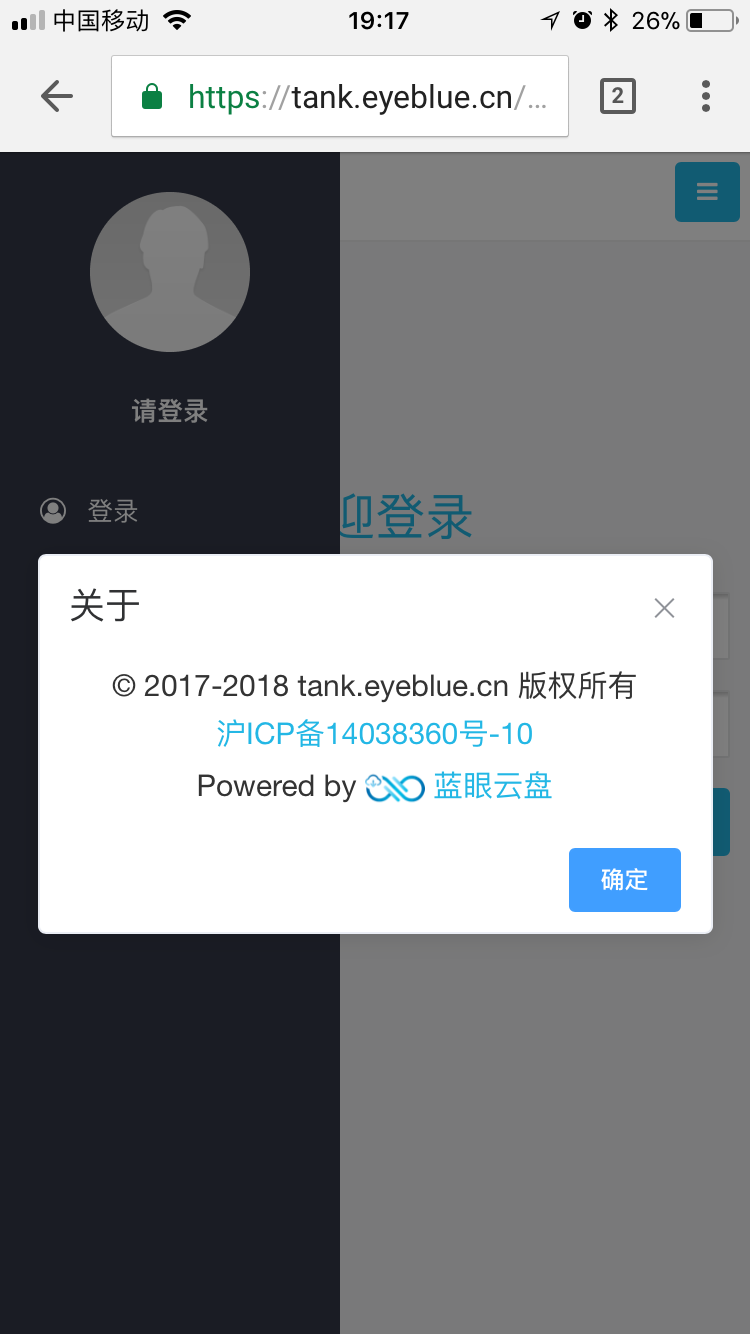 中国移动 19:17 26%
https://tank.eyeblue.cn/... 2
请登录
登录
迎登录
关于
© 2017-2018 tank.eyeblue.cn 版权所有
沪ICP备14038360号-10
Powered by 蓝眼云盘
确定